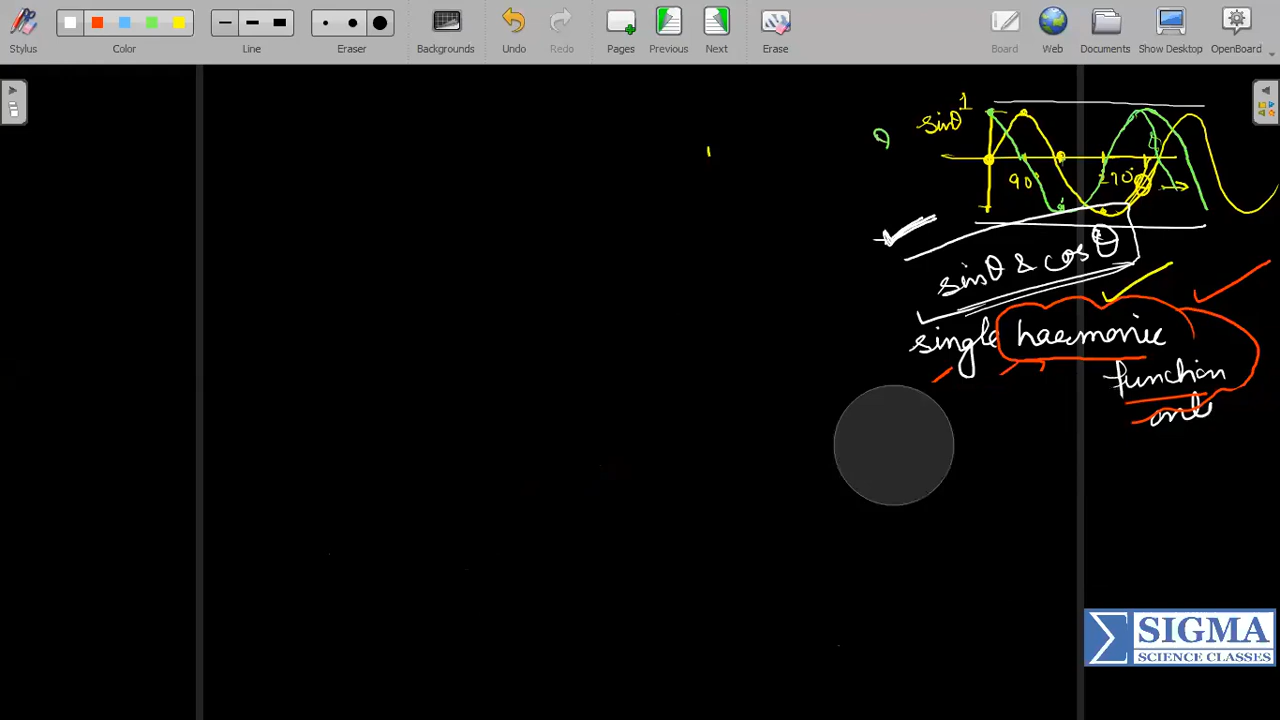 Stylus
Color
Line
Eraser
Backgrounds
Undo
Redo
Pages
Previous
Next
Erase
Board
Web
Documents
Show Desktop
OpenBoard
sinθ 1
90
270°
sinθ & cosθ
single harmonic
function
SIGMA
SCIENCE CLASSES